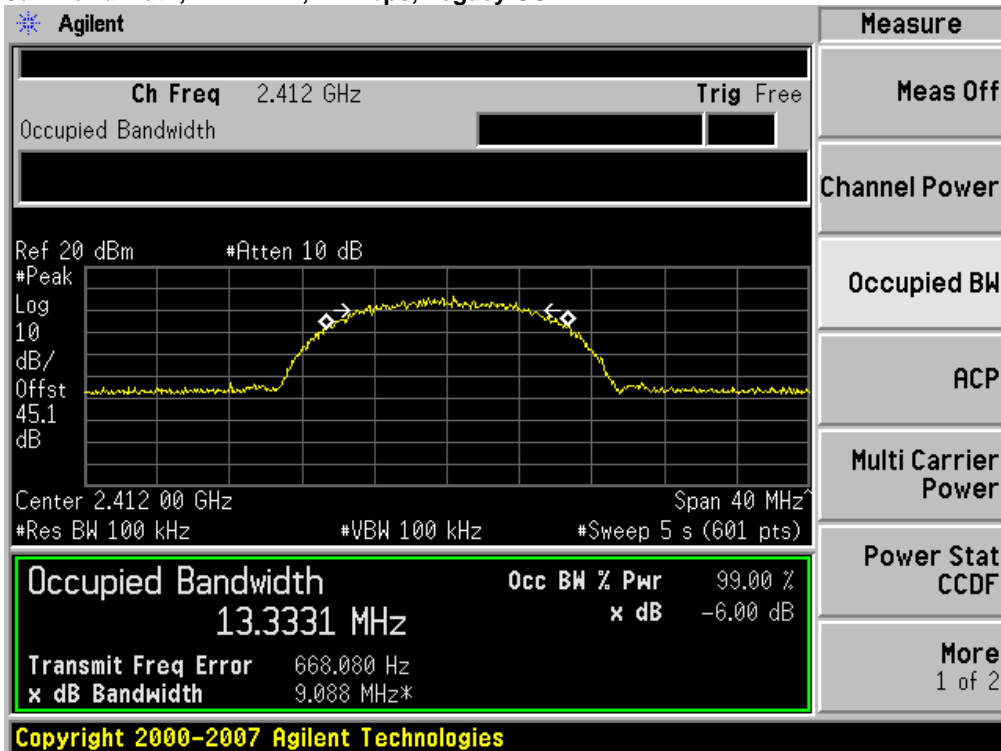 Agilent
Measure
Ch Freq 2.412 GHz Trig Free
Meas Off
Occupied Bandwidth
Channel Power
Ref 20 dBm #Atten 10 dB
#Peak
Log
10
dB/
Offst
45.1
dB
Occupied BW
ACP
Multi Carrier
Power
Center 2.412 00 GHz Span 40 MHz^
#Res BW 100 kHz #VBW 100 kHz #Sweep 5 s (601 pts)
Power Stat
CCDF
Occupied Bandwidth Occ BW % Pwr 99.00 %
13.3331 MHz x dB -6.00 dB
Transmit Freq Error 668.080 Hz
x dB Bandwidth 9.088 MHz*
More
1 of 2
Copyright 2000-2007 Agilent Technologies